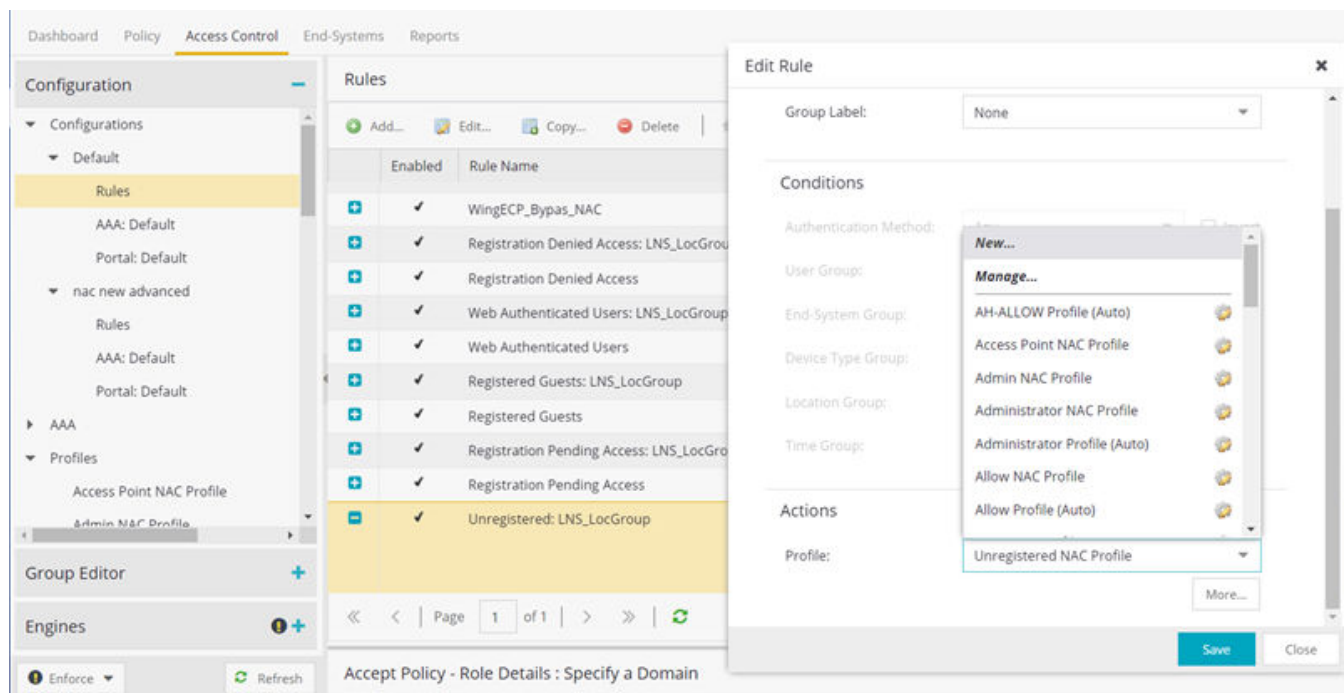 Dashboard Policy Access Control End-Systems Reports
Configuration
Configurations
Default
Rules
AAA: Default
Portal: Default
nac new advanced
Rules
AAA: Default
Portal: Default
AAA
Profiles
Access Point NAC Profile
Admin NAC Profile
Group Editor
Engines
Enforce
Refresh
Rules
Add... Edit... Copy... Delete
Enabled Rule Name
WingECP_Bypas_NAC
Registration Denied Access: LNS_LocGrou
Registration Denied Access
Web Authenticated Users: LNS_LocGroup
Web Authenticated Users
Registered Guests: LNS_LocGroup
Registered Guests
Registration Pending Access: LNS_LocGro
Registration Pending Access
Unregistered: LNS_LocGroup
Page 1 of 1
Accept Policy - Role Details : Specify a Domain
Edit Rule
Group Label: None
Conditions
Authentication Method:
User Group:
End-System Group:
Device Type Group:
Location Group:
Time Group:
New...
Manage...
AH-ALLOW Profile (Auto)
Access Point NAC Profile
Admin NAC Profile
Administrator NAC Profile
Administrator Profile (Auto)
Allow NAC Profile
Allow Profile (Auto)
Actions
Profile: Unregistered NAC Profile
More...
Save Close